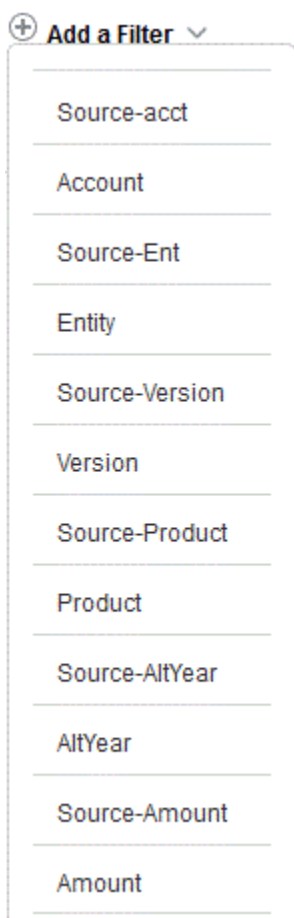 Add a Filter
Source-acct
Account
Source-Ent
Entity
Source-Version
Version
Source-Product
Product
Source-AltYear
AltYear
Source-Amount
Amount